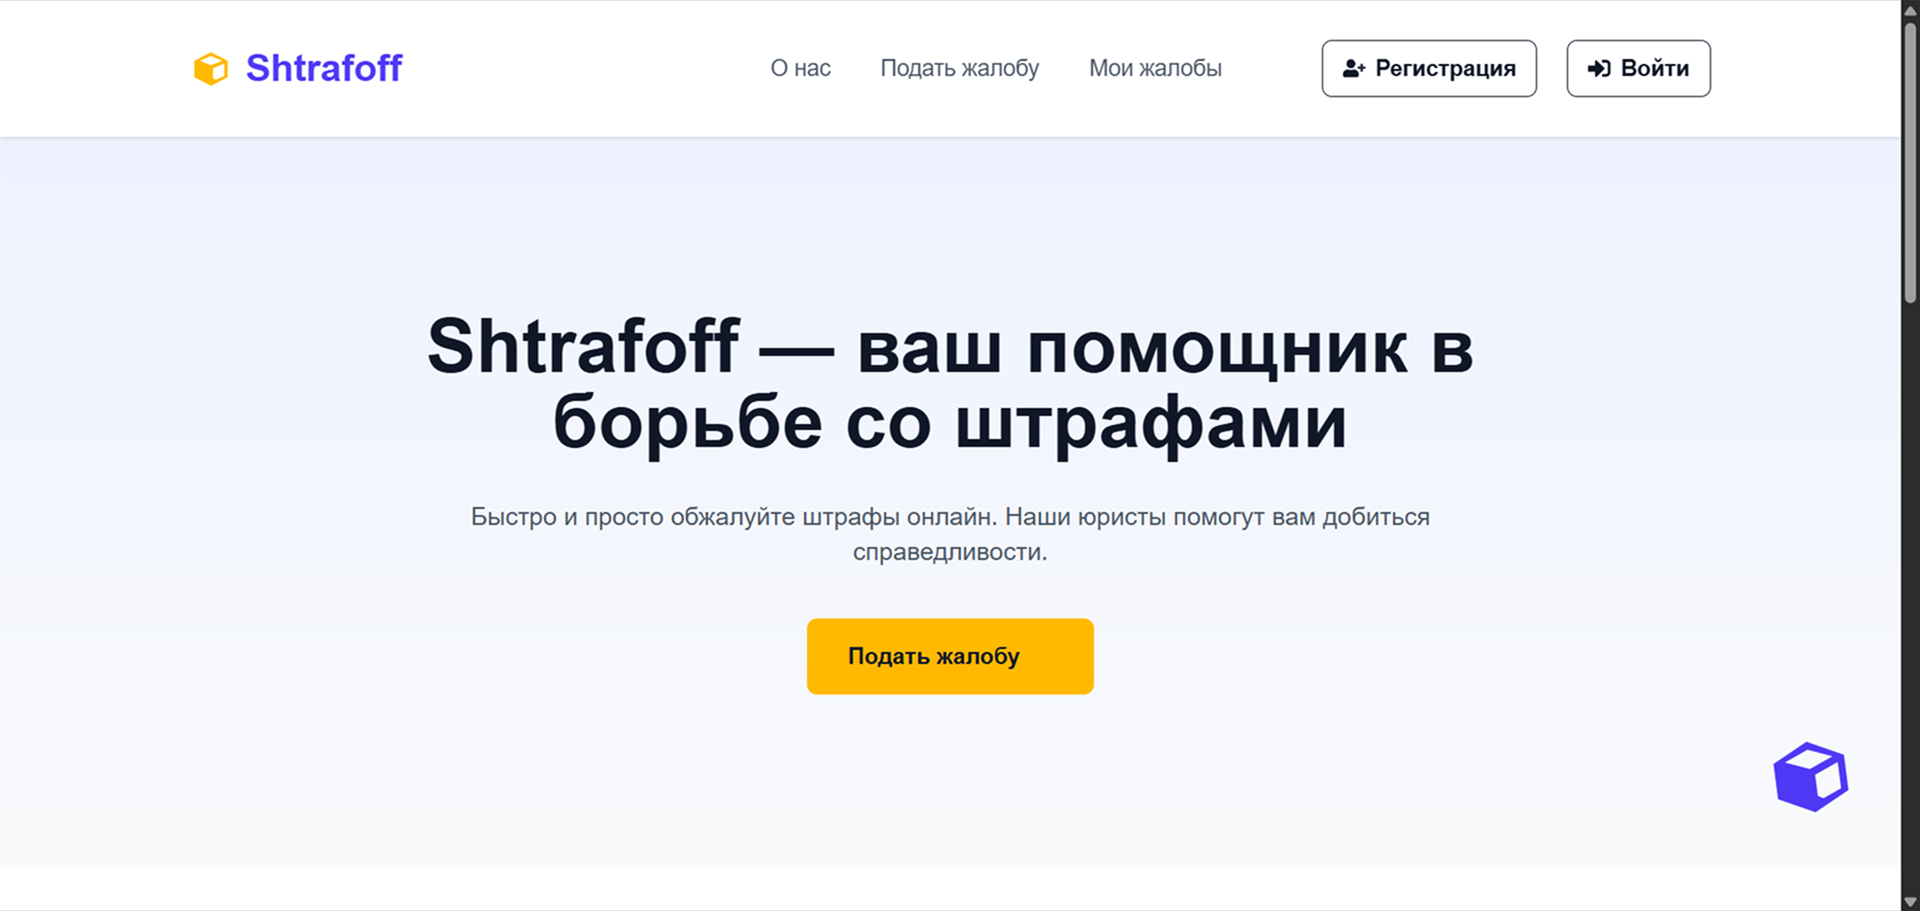 Shtrafoff
О нас
Подать жалобу
Мои жалобы
Регистрация
Войти
Shtrafoff — ваш помощник в
борьбе со штрафами
Быстро и просто обжалуйте штрафы онлайн. Наши юристы помогут вам добиться
справедливости.
Подать жалобу